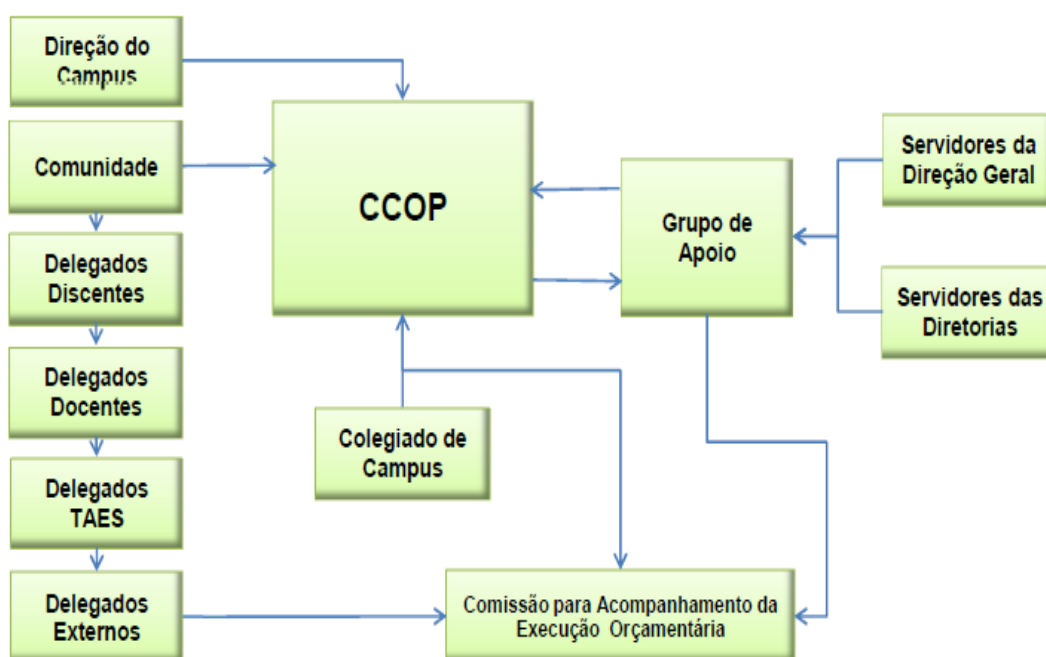 Direção do
Campus
Comunidade
Delegados
Discentes
Delegados
Docentes
Delegados
TAES
Delegados
Externos
CCOP
Colegiado de
Campus
Grupo de
Apoio
Servidores da
Direção Geral
Servidores das
Diretorias
Comissão para Acompanhamento da
Execução Orçamentária